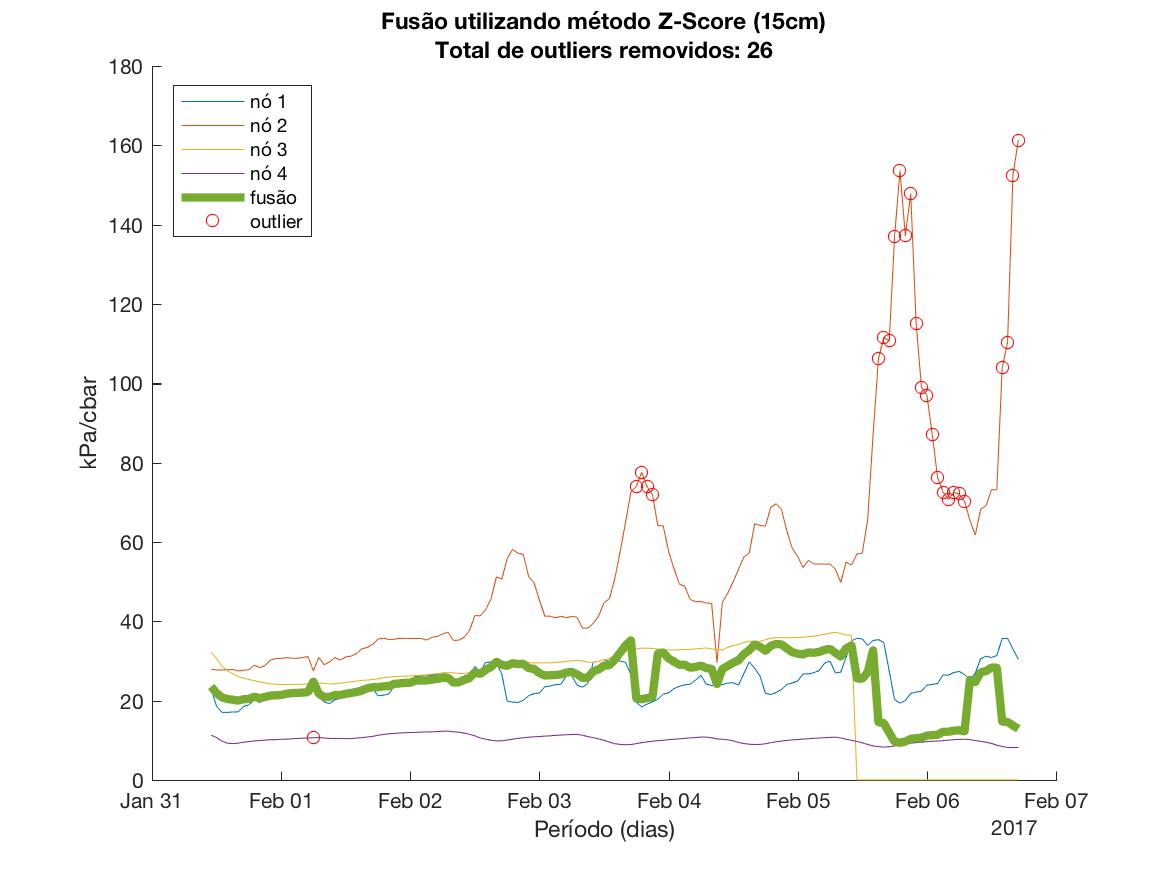 Fusão utilizando método Z-Score (15cm)
Total de outliers removidos: 26
180
160
140
120
100
80
60
40
20
0
kPa/cbar
nó 1
nó 2
nó 3
nó 4
fusão
outlier
Jan 31 Feb 01 Feb 02 Feb 03 Feb 04 Feb 05 Feb 06 Feb 07
Período (dias)
2017